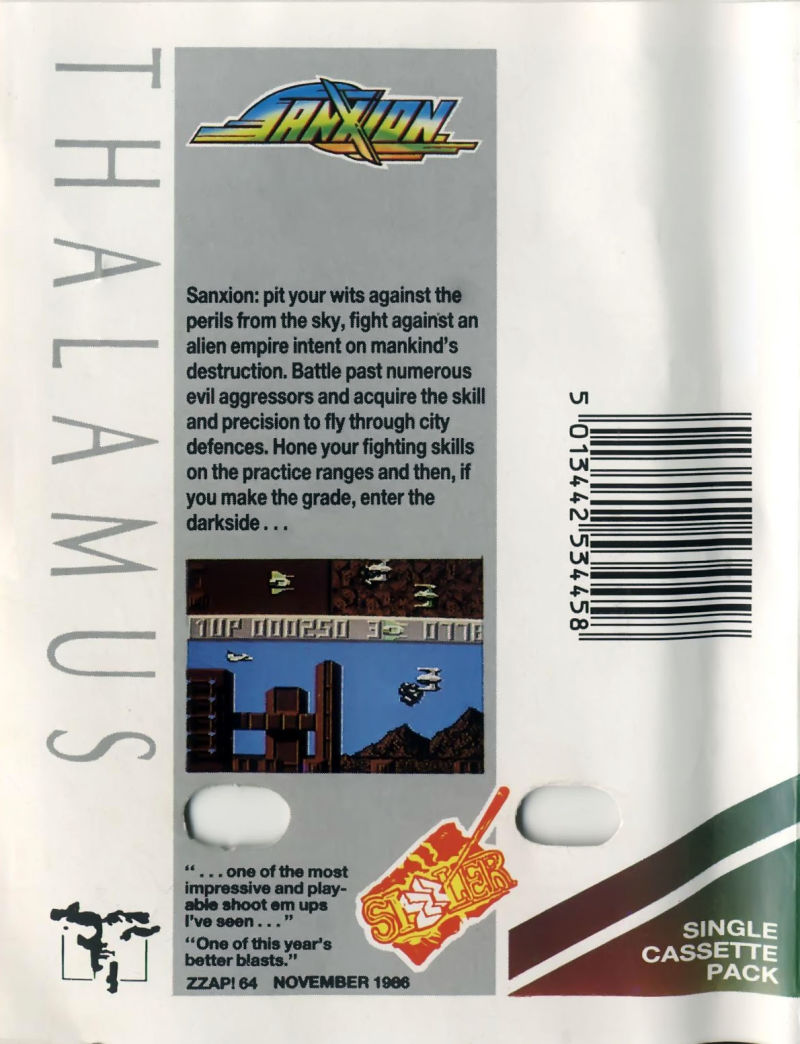 THALAMUS
SANXION
Sanxion: pit your wits against the
perils from the sky, fight against an
alien empire intent on mankind's
destruction. Battle past numerous
evil aggressors and acquire the skill
and precision to fly through city
defences. Hone your fighting skills
on the practice ranges and then, if
you make the grade, enter the
darkside...
1UP 000250 3 0778
"...one of the most
impressive and play-
able shoot em ups
I've seen..."
"One of this year's
better blasts."
ZZAP! 64 NOVEMBER 1986
SIZZLER
5 013442 534458
SINGLE
CASSETTE
PACK